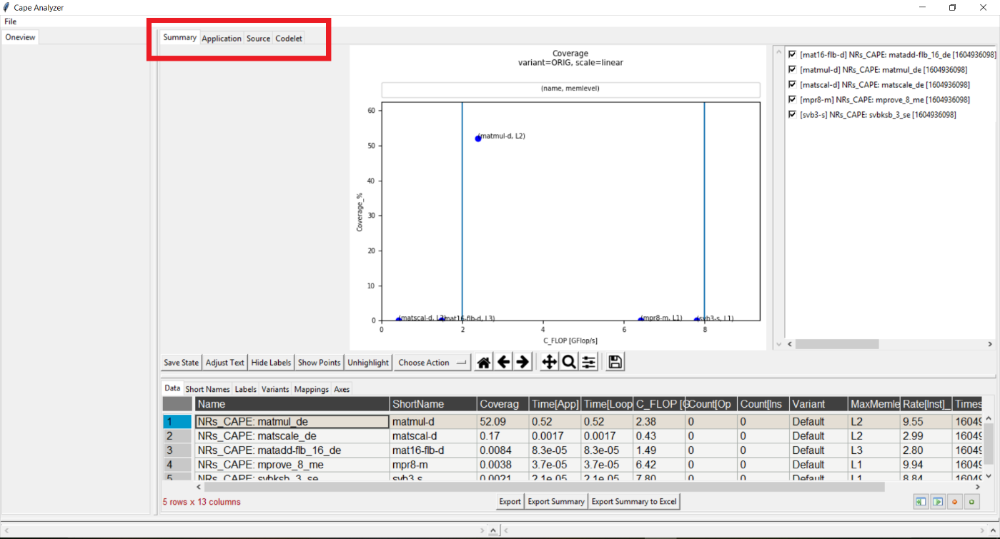 Cape Analyzer
File
Oneview
Summary Application Source Codelet
Coverage
variant=ORIG, scale=linear
(name, memlevel)
60
50
40
30
20
10
0
Coverage_%
(matmul-d, L2)
(matscal-d, L2) (mat16-flb-d, L3) (mpr8-m, L1) (svb3-s, L1)
0 2 4 6 8
C_FLOP [GFlop/s]
[mat16-flb-d] NRs_CAPE: matadd-flb_16_de [1604936098]
[matmul-d] NRs_CAPE: matmul_de [1604936098]
[matscal-d] NRs_CAPE: matscale_de [1604936098]
[mpr8-m] NRs_CAPE: mprove_8_me [1604936098]
[svb3-s] NRs_CAPE: svbksb_3_se [1604936098]
Save State Adjust Text Hide Labels Show Points Unhighlight Choose Action
Data Short Names Labels Variants Mappings Axes
Name ShortName Coverag Time[App] Time[Loop C_FLOP [G Count[Op Count[Ins Variant MaxMemle Rate[Inst]_ Times
1 NRs_CAPE: matmul_de matmul-d 52.09 0.52 0.52 2.38 0 0 Default L2 9.55 16049
2 NRs_CAPE: matscale_de matscal-d 0.17 0.0017 0.0017 0.43 0 0 Default L2 2.99 16049
3 NRs_CAPE: matadd-flb_16_de mat16-flb-d 0.0084 8.3e-05 8.3e-05 1.49 0 0 Default L3 2.80 16049
4 NRs_CAPE: mprove_8_me mpr8-m 0.0038 3.7e-05 3.7e-05 6.42 0 0 Default L1 9.94 16049
5 NRs_CAPE: svbksb_3_se svb3-s 0.0021 2.1e-05 2.1e-05 7.80 0 0 Default L1 8.84 16049
5 rows x 13 columns
Export Export Summary Export Summary to Excel